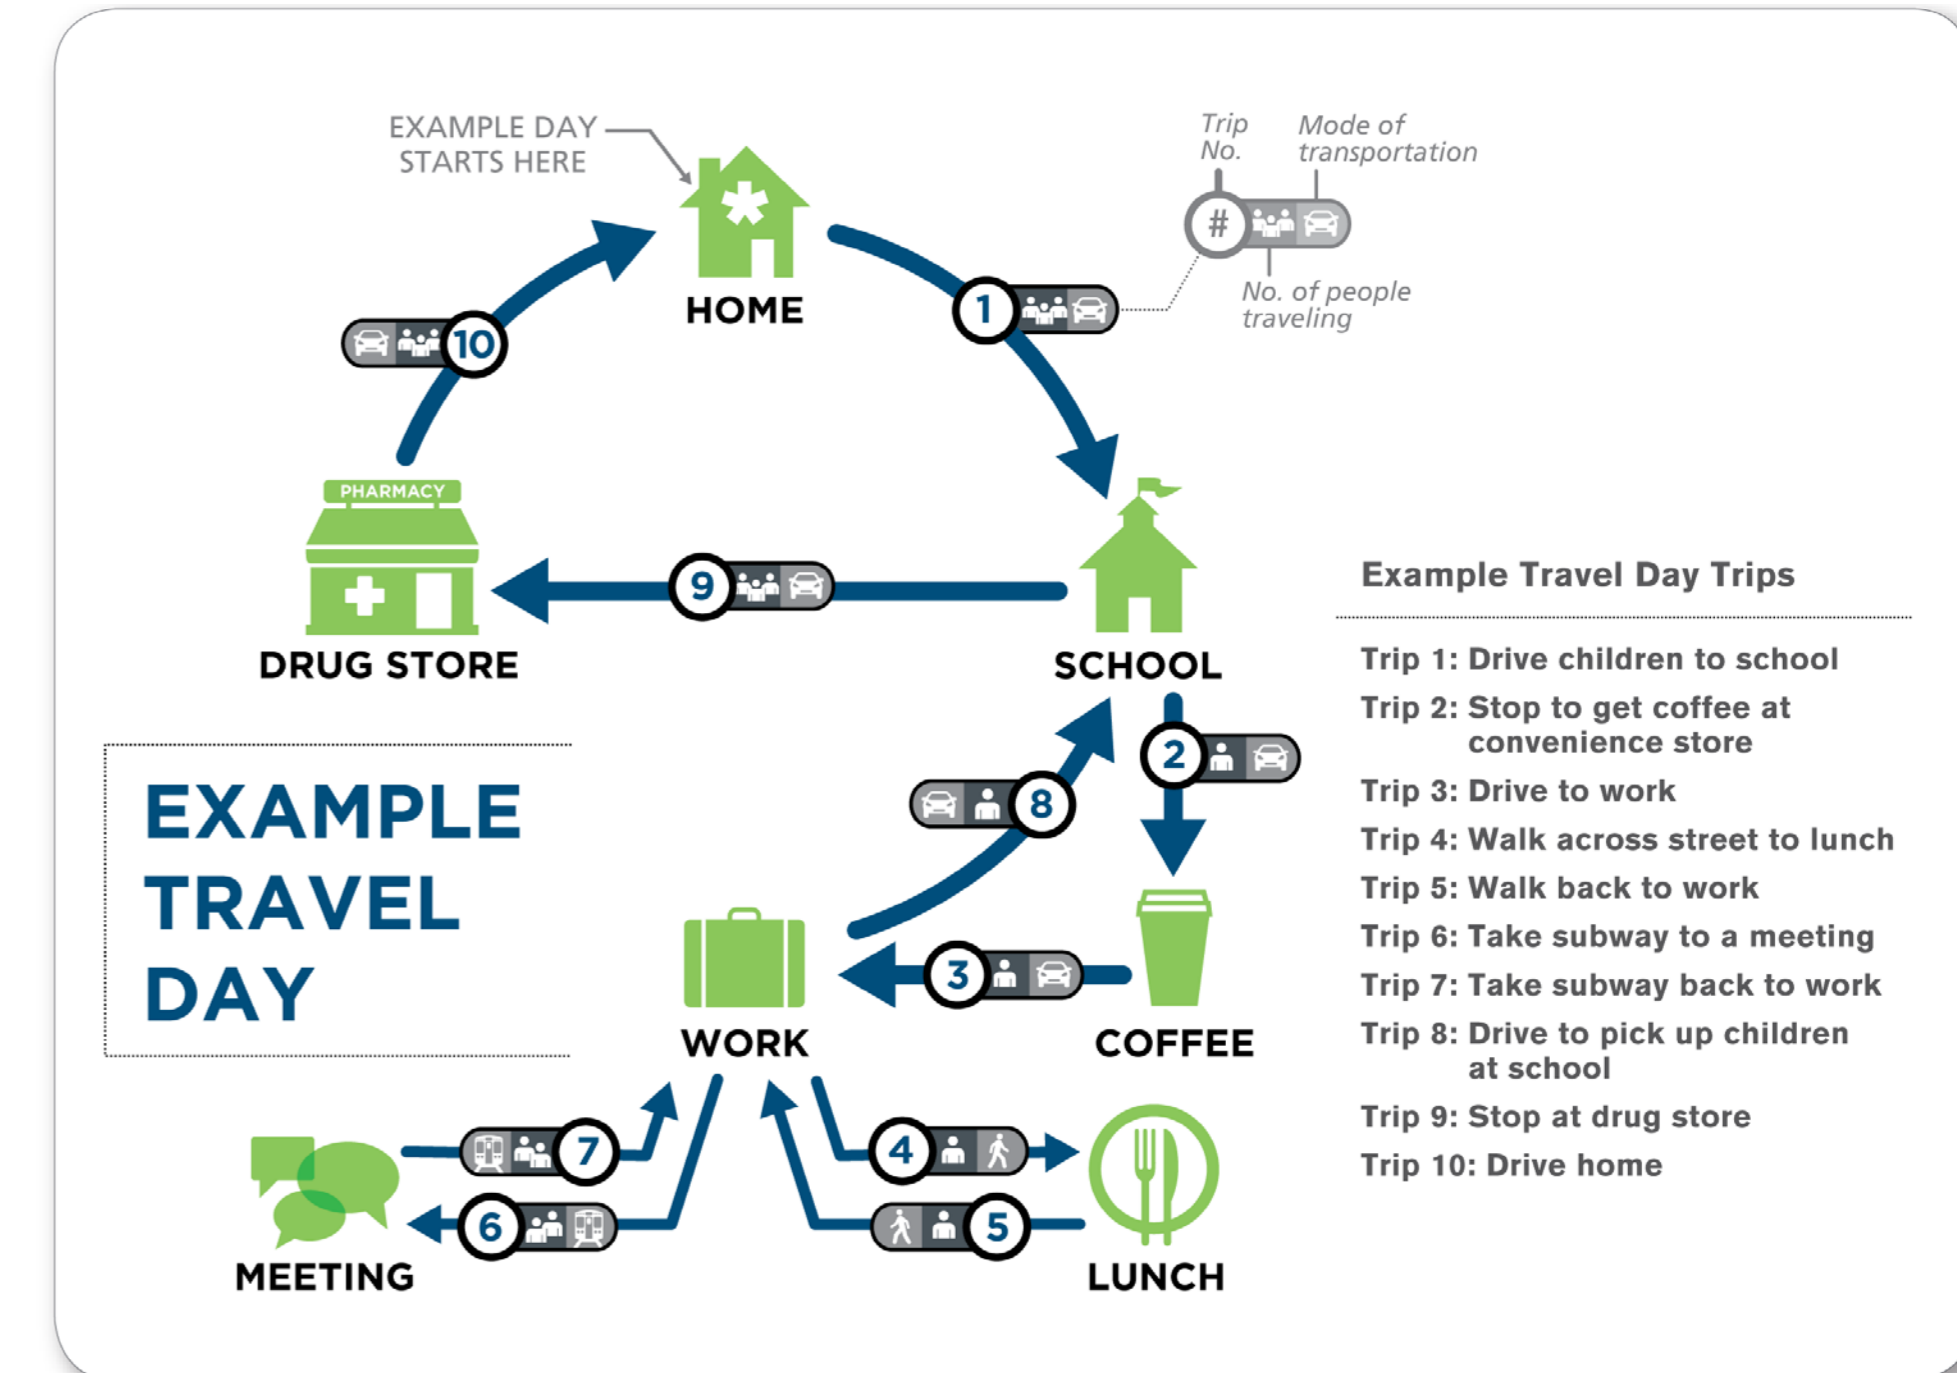 EXAMPLE DAY
STARTS HERE
Trip
No.
Mode of
transportation
#
No. of people
traveling
HOME
1
10
PHARMACY
DRUG STORE
9
SCHOOL
2
8
EXAMPLE
TRAVEL
DAY
WORK
3
COFFEE
7
6
MEETING
4
5
LUNCH
Example Travel Day Trips
Trip 1: Drive children to school
Trip 2: Stop to get coffee at
convenience store
Trip 3: Drive to work
Trip 4: Walk across street to lunch
Trip 5: Walk back to work
Trip 6: Take subway to a meeting
Trip 7: Take subway back to work
Trip 8: Drive to pick up children
at school
Trip 9: Stop at drug store
Trip 10: Drive home